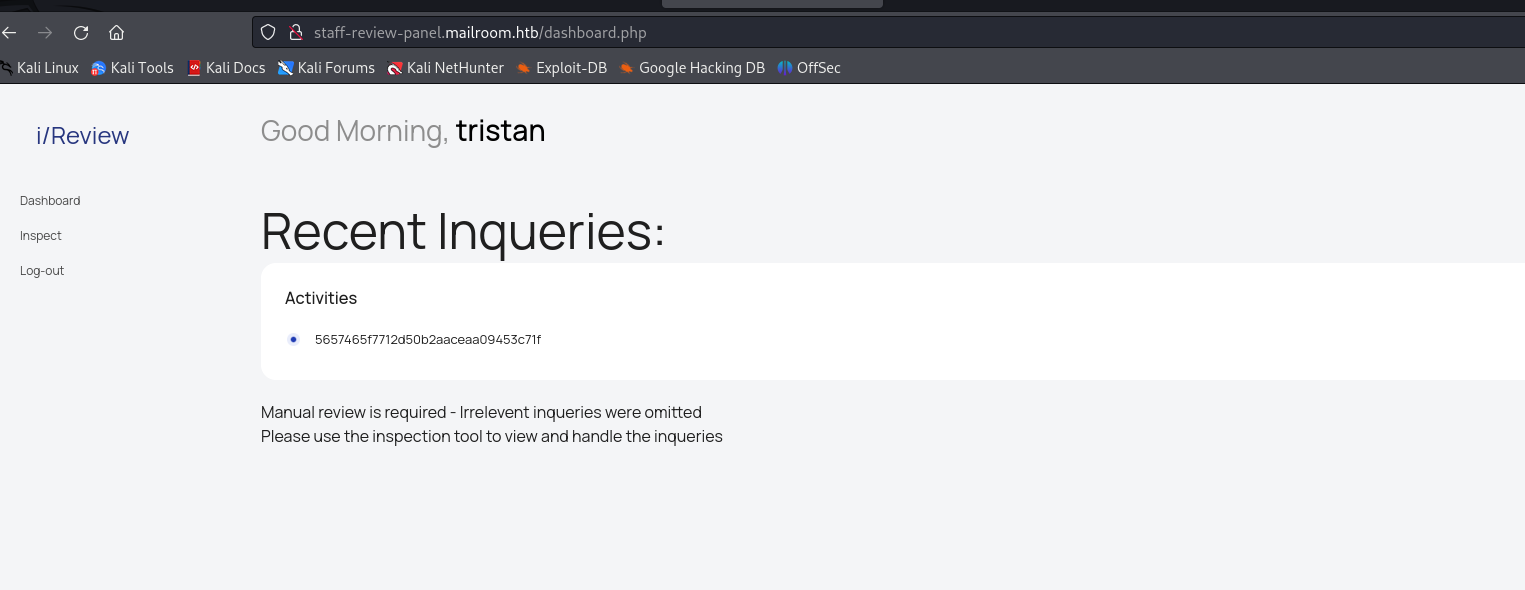 staff-review-panel.mailroom.htb/dashboard.php
Kali Linux Kali Tools Kali Docs Kali Forums Kali NetHunter Exploit-DB Google Hacking DB OffSec
i/Review
Good Morning, tristan
Dashboard
Inspect
Log-out
Recent Inqueries:
Activities
5657465f7712d50b2aaceaa09453c71f
Manual review is required - Irrelevent inqueries were omitted
Please use the inspection tool to view and handle the inqueries